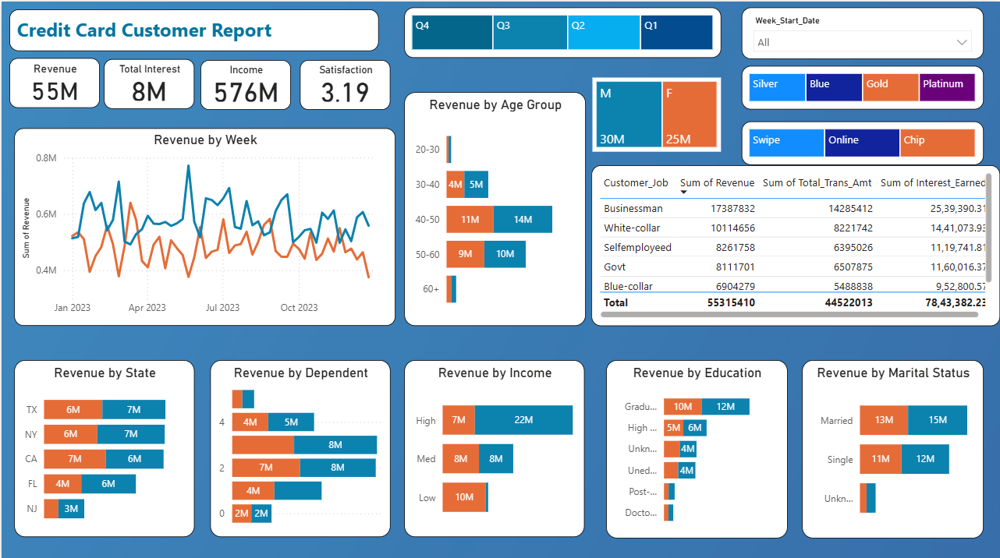 Credit Card Customer Report
Q4 Q3 Q2 Q1
Week_Start_Date
All
Revenue
55M
Total Interest
8M
Income
576M
Satisfaction
3.19
Silver Blue Gold Platinum
Swipe Online Chip
M F
30M 25M
Revenue by Week
Sum of Revenue
0.8M
0.6M
0.4M
Jan 2023 Apr 2023 Jul 2023 Oct 2023
Revenue by Age Group
20-30
30-40 4M 5M
40-50 11M 14M
50-60 9M 10M
60+
Customer_Job Sum of Revenue Sum of Total_Trans_Amt Sum of Interest_Earned
Businessman 17387832 14285412 25,39,390.31
White-collar 10114656 8221742 14,41,073.93
Selfemployeed 8261758 6395026 11,19,741.81
Govt 8111701 6507875 11,60,016.37
Blue-collar 6904279 5488838 9,52,800.57
Total 55315410 44522013 78,43,382.23
Revenue by State
TX 6M 7M
NY 6M 7M
CA 7M 6M
FL 4M 6M
NJ 3M
Revenue by Dependent
4 4M 5M
8M
2 7M 8M
4M
0 2M 2M
Revenue by Income
High 7M 22M
Med 8M 8M
Low 10M
Revenue by Education
Gradu... 10M 12M
High ... 5M 6M
Unkn... 4M
Uned... 4M
Post-...
Docto...
Revenue by Marital Status
Married 13M 15M
Single 11M 12M
Unkn...